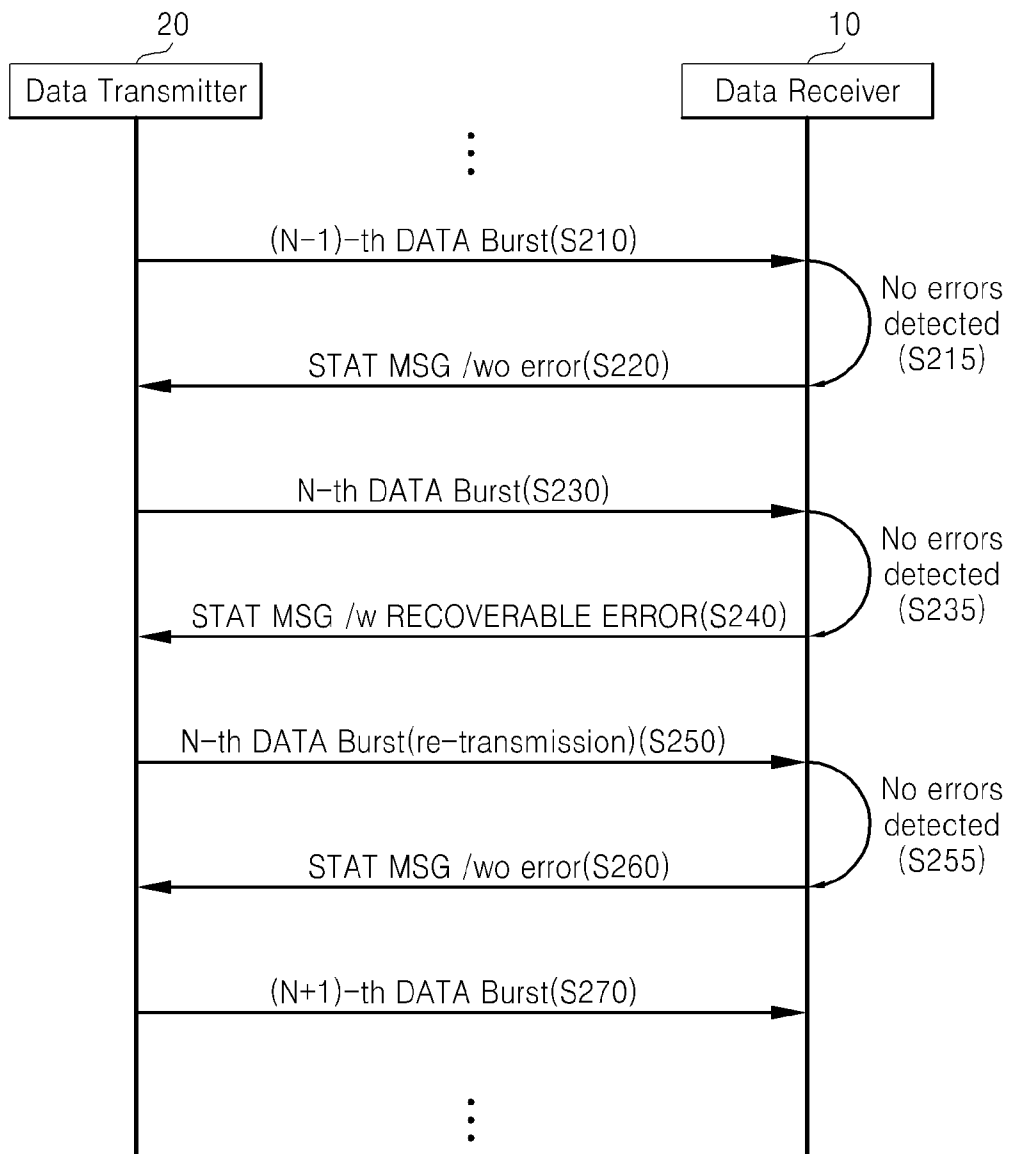 20
10
Data Transmitter
Data Receiver
(N-1)-th DATA Burst(S210)
No errors
detected
(S215)
STAT MSG /wo error(S220)
N-th DATA Burst(S230)
No errors
detected
(S235)
STAT MSG /w RECOVERABLE ERROR(S240)
N-th DATA Burst(re-transmission)(S250)
No errors
detected
(S255)
STAT MSG /wo error(S260)
(N+1)-th DATA Burst(S270)